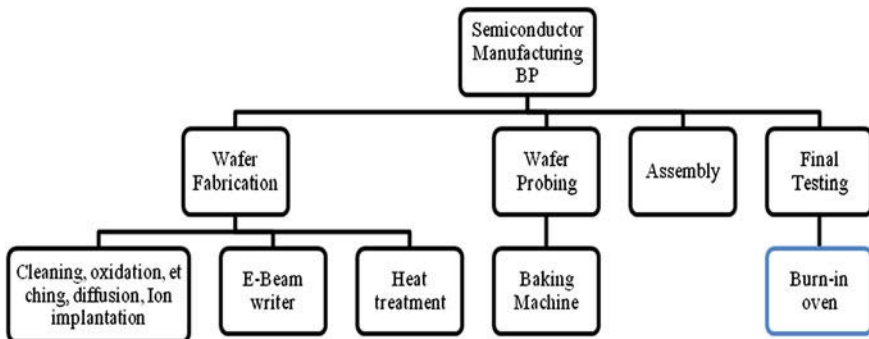 Semiconductor
Manufacturing
BP
Wafer
Fabrication
Wafer
Probing
Assembly
Final
Testing
Cleaning, oxidation, et
ching, diffusion, Ion
implantation
E-Beam
writer
Heat
treatment
Baking
Machine
Burn-in
oven